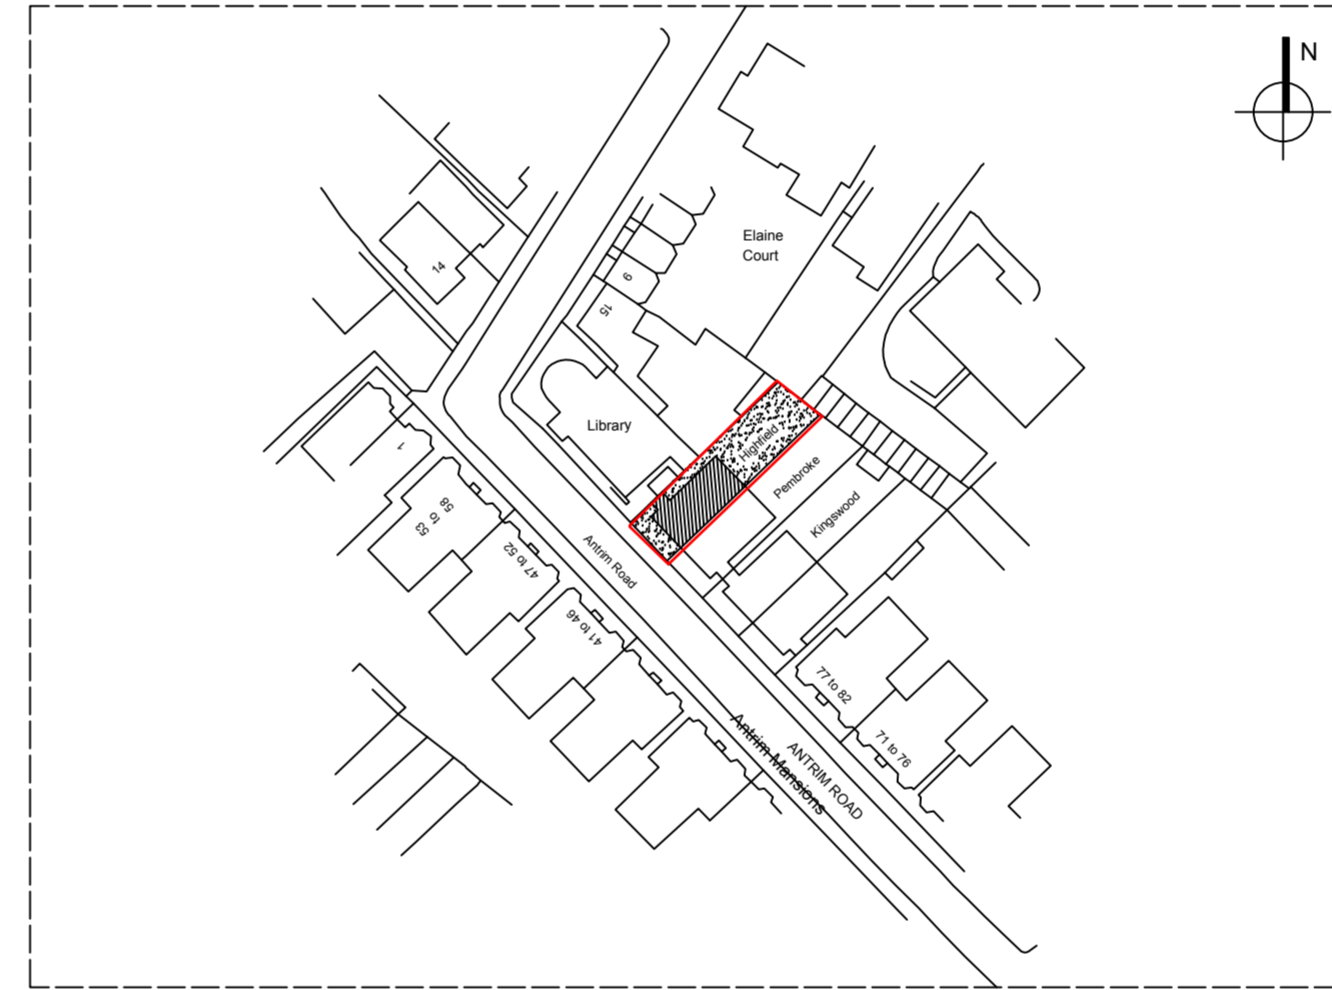 N
Elaine
Court
14
6
15
Library
Highfield
Pembroke
Kingswood
1
53
to
58
47 to 52
Antrim Road
41 to 46
77 to 82
71 to 76
Antrim Mansions
ANTRIM ROAD